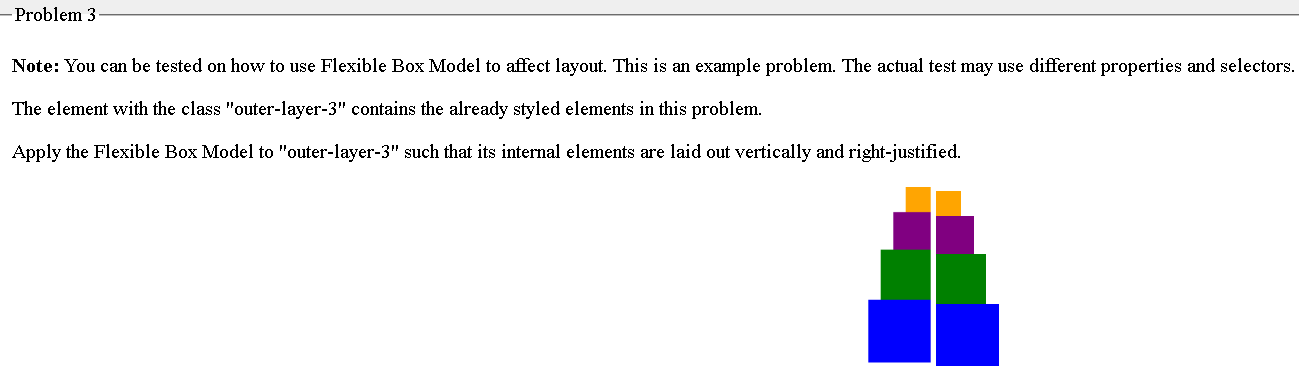 Problem 3
Note: You can be tested on how to use Flexible Box Model to affect layout. This is an example problem. The actual test may use different properties and selectors.
The element with the class "outer-layer-3" contains the already styled elements in this problem.
Apply the Flexible Box Model to "outer-layer-3" such that its internal elements are laid out vertically and right-justified.